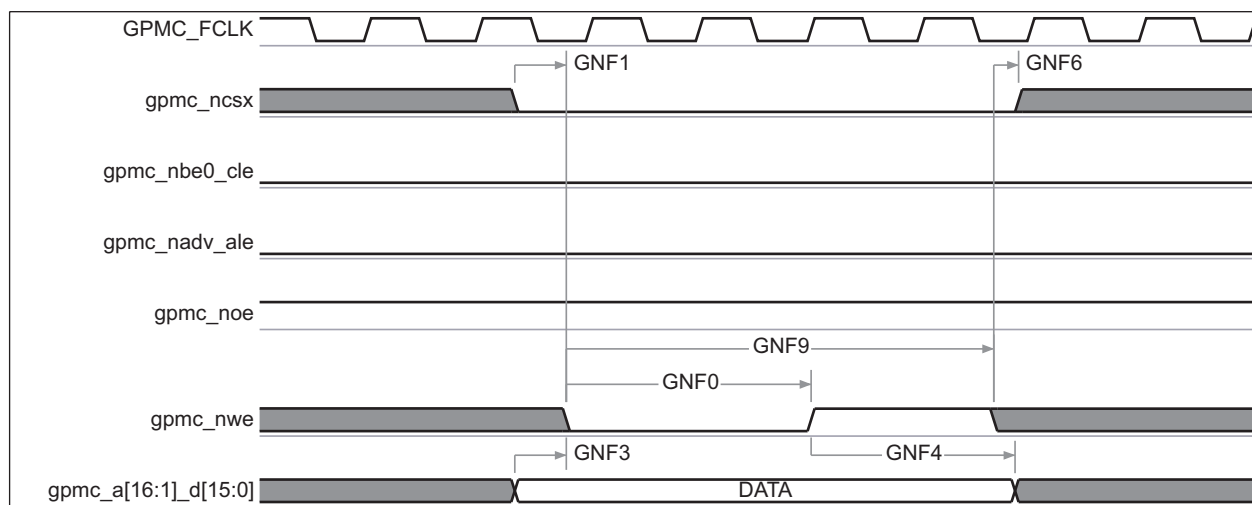 GPMC_FCLK
GNF1
GNF6
gpmc_ncsx
gpmc_nbe0_cle
gpmc_nadv_ale
gpmc_noe
GNF9
GNF0
gpmc_nwe
GNF3
GNF4
gpmc_a[16:1]_d[15:0]
DATA